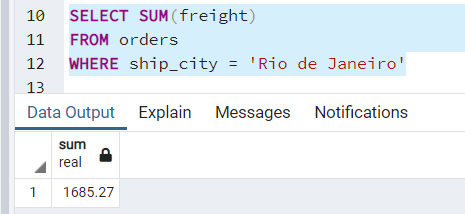 10 SELECT SUM(freight)
11 FROM orders
12 WHERE ship_city = 'Rio de Janeiro'
13
Data Output Explain Messages Notifications
sum
real
1 1685.27